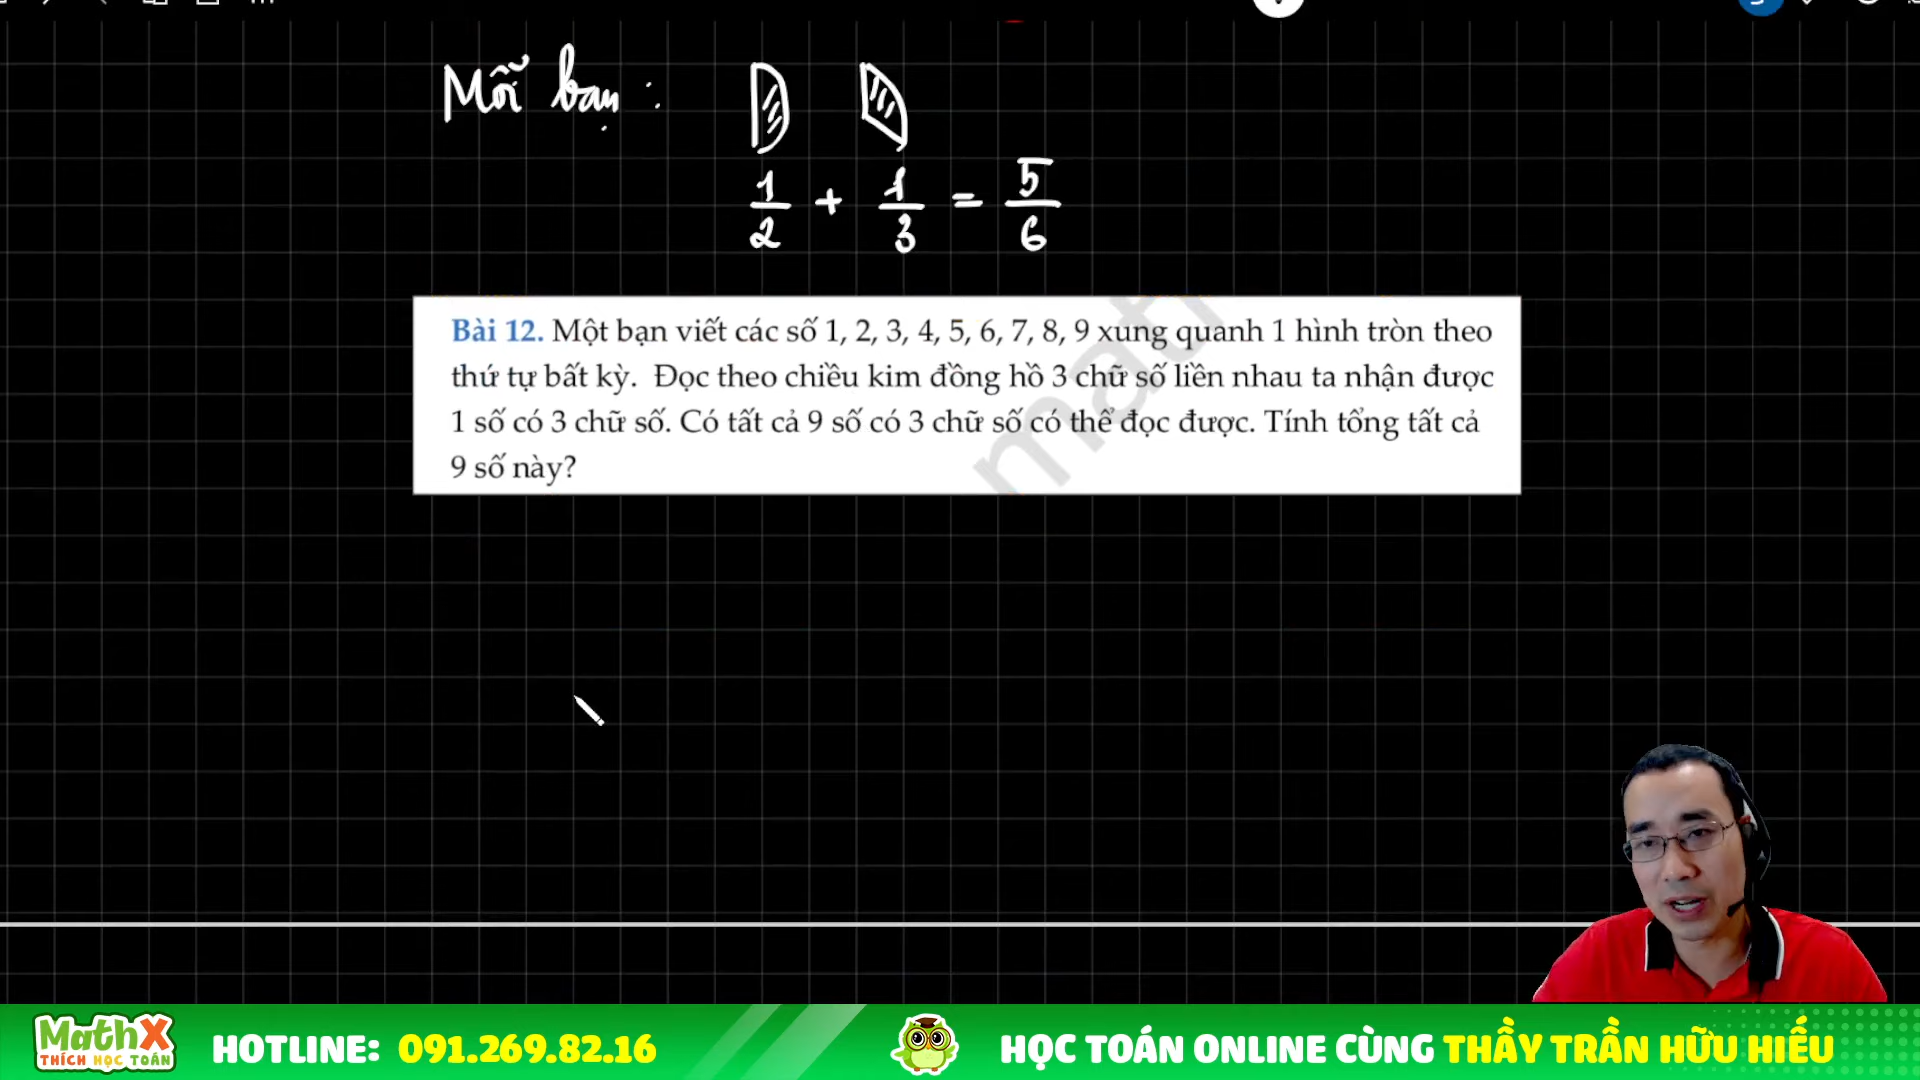 Mỗi bạn :
1/2 + 1/3 = 5/6
Bài 12. Một bạn viết các số 1, 2, 3, 4, 5, 6, 7, 8, 9 xung quanh 1 hình tròn theo
thứ tự bất kỳ. Đọc theo chiều kim đồng hồ 3 chữ số liền nhau ta nhận được
1 số có 3 chữ số. Có tất cả 9 số có 3 chữ số có thể đọc được. Tính tổng tất cả
9 số này?
math
MathX
THÍCH HỌC TOÁN
HOTLINE: 091.269.82.16
HỌC TOÁN ONLINE CÙNG THẦY TRẦN HỮU HIẾU